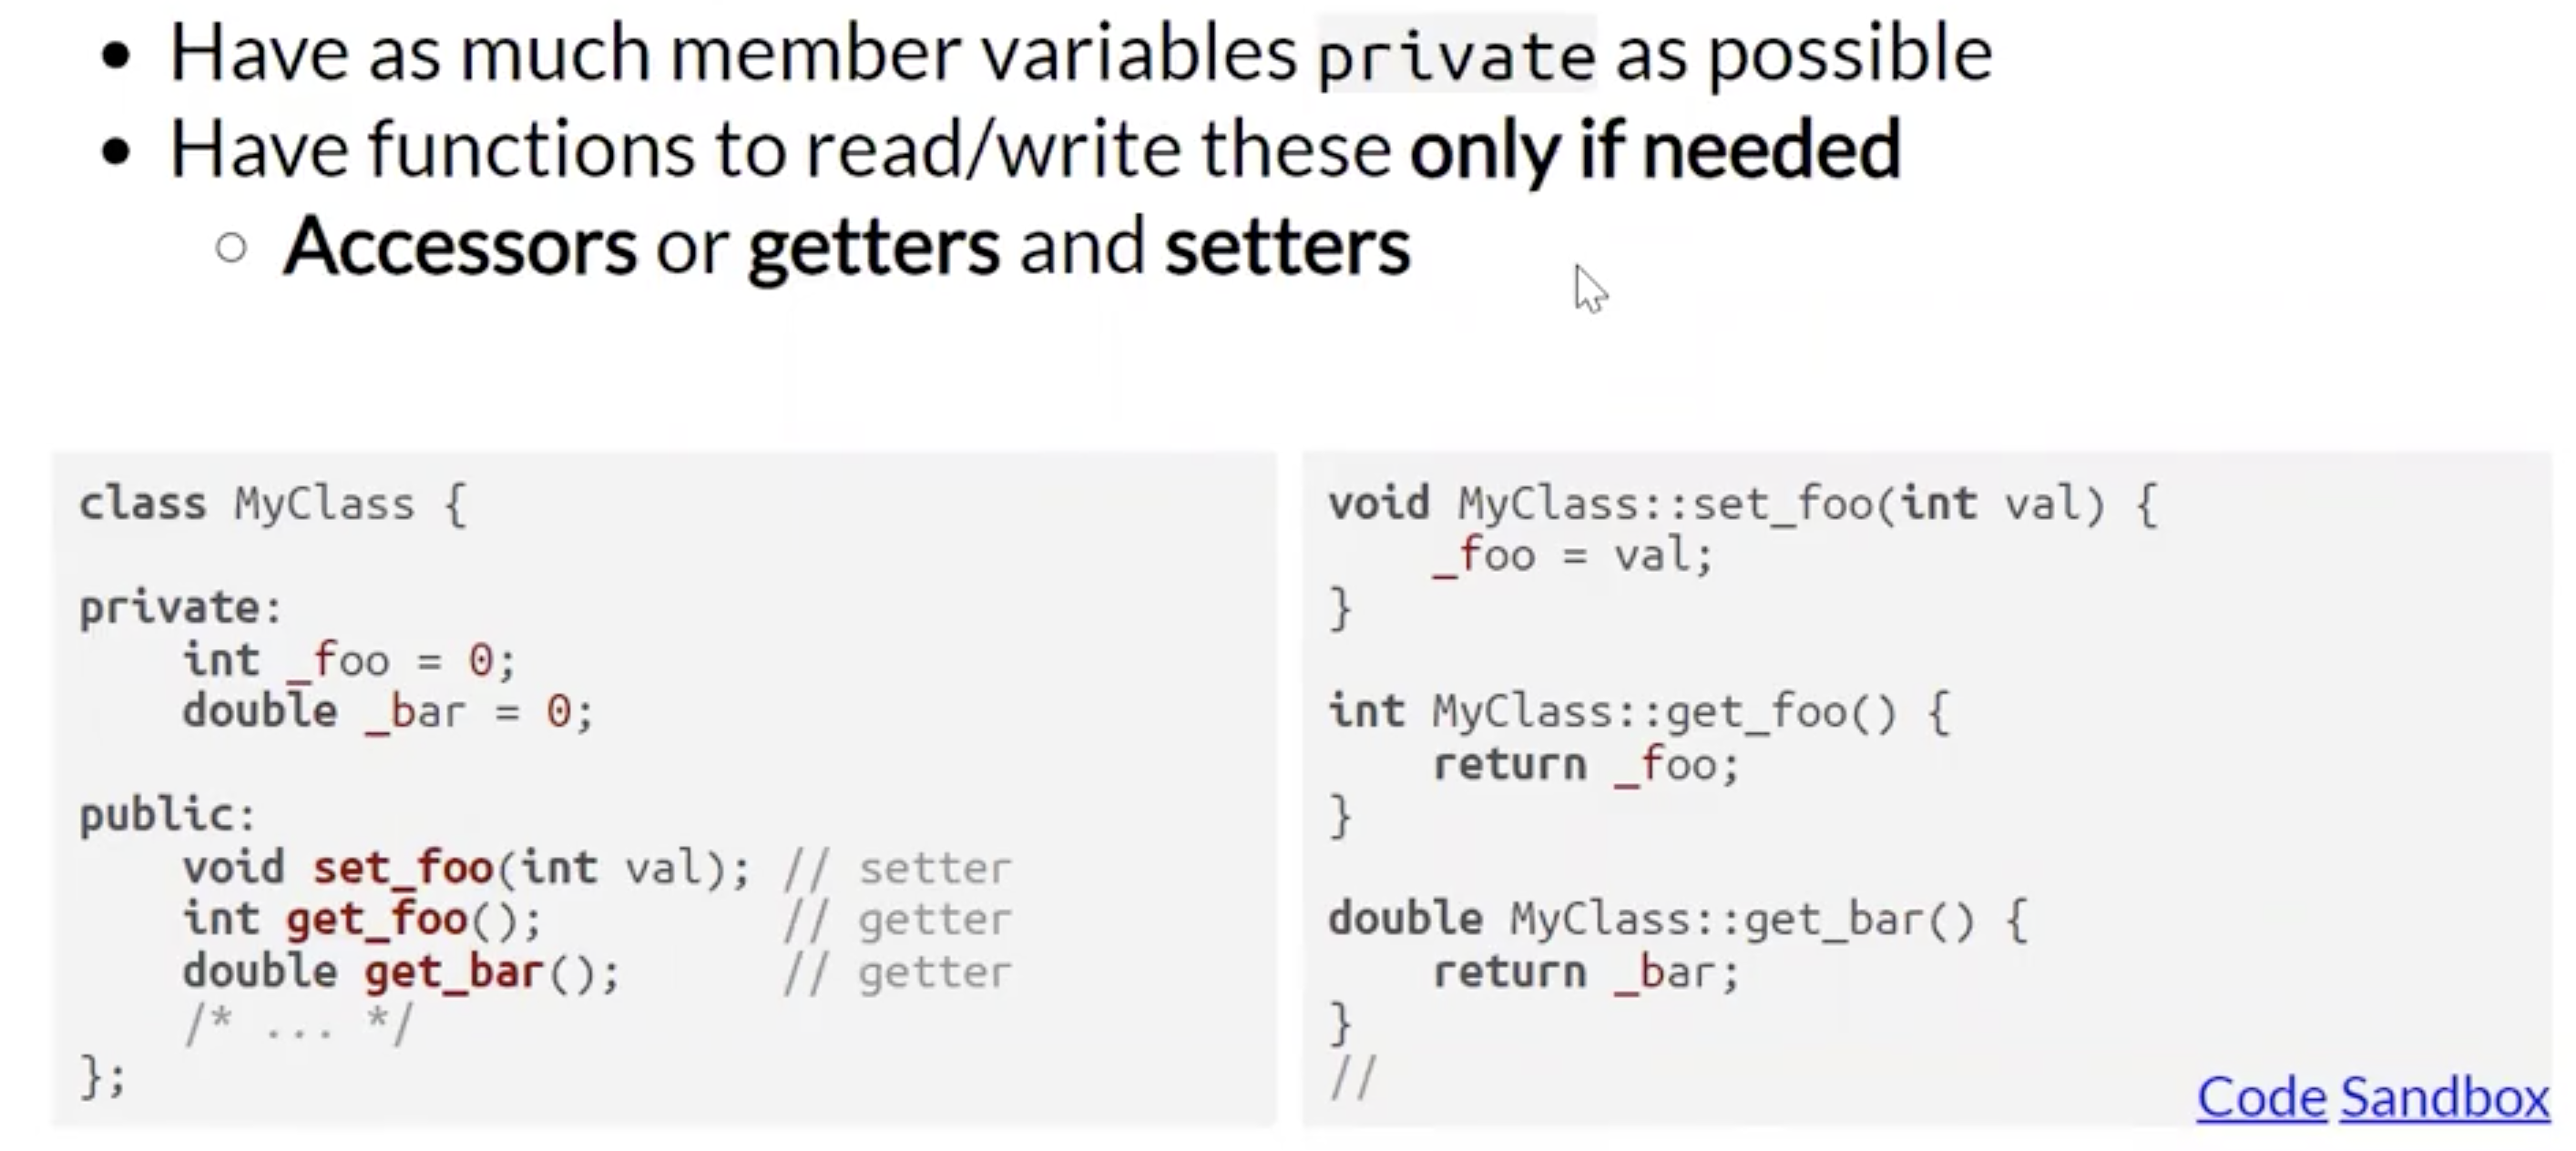 • Have as much member variables private as possible
• Have functions to read/write these only if needed
○ Accessors or getters and setters
class MyClass {
private:
    int _foo = 0;
    double _bar = 0;
public:
    void set_foo(int val); // setter
    int get_foo();         // getter
    double get_bar();      // getter
    /* ... */
};
void MyClass::set_foo(int val) {
    _foo = val;
}
int MyClass::get_foo() {
    return _foo;
}
double MyClass::get_bar() {
    return _bar;
}
//
Code Sandbox